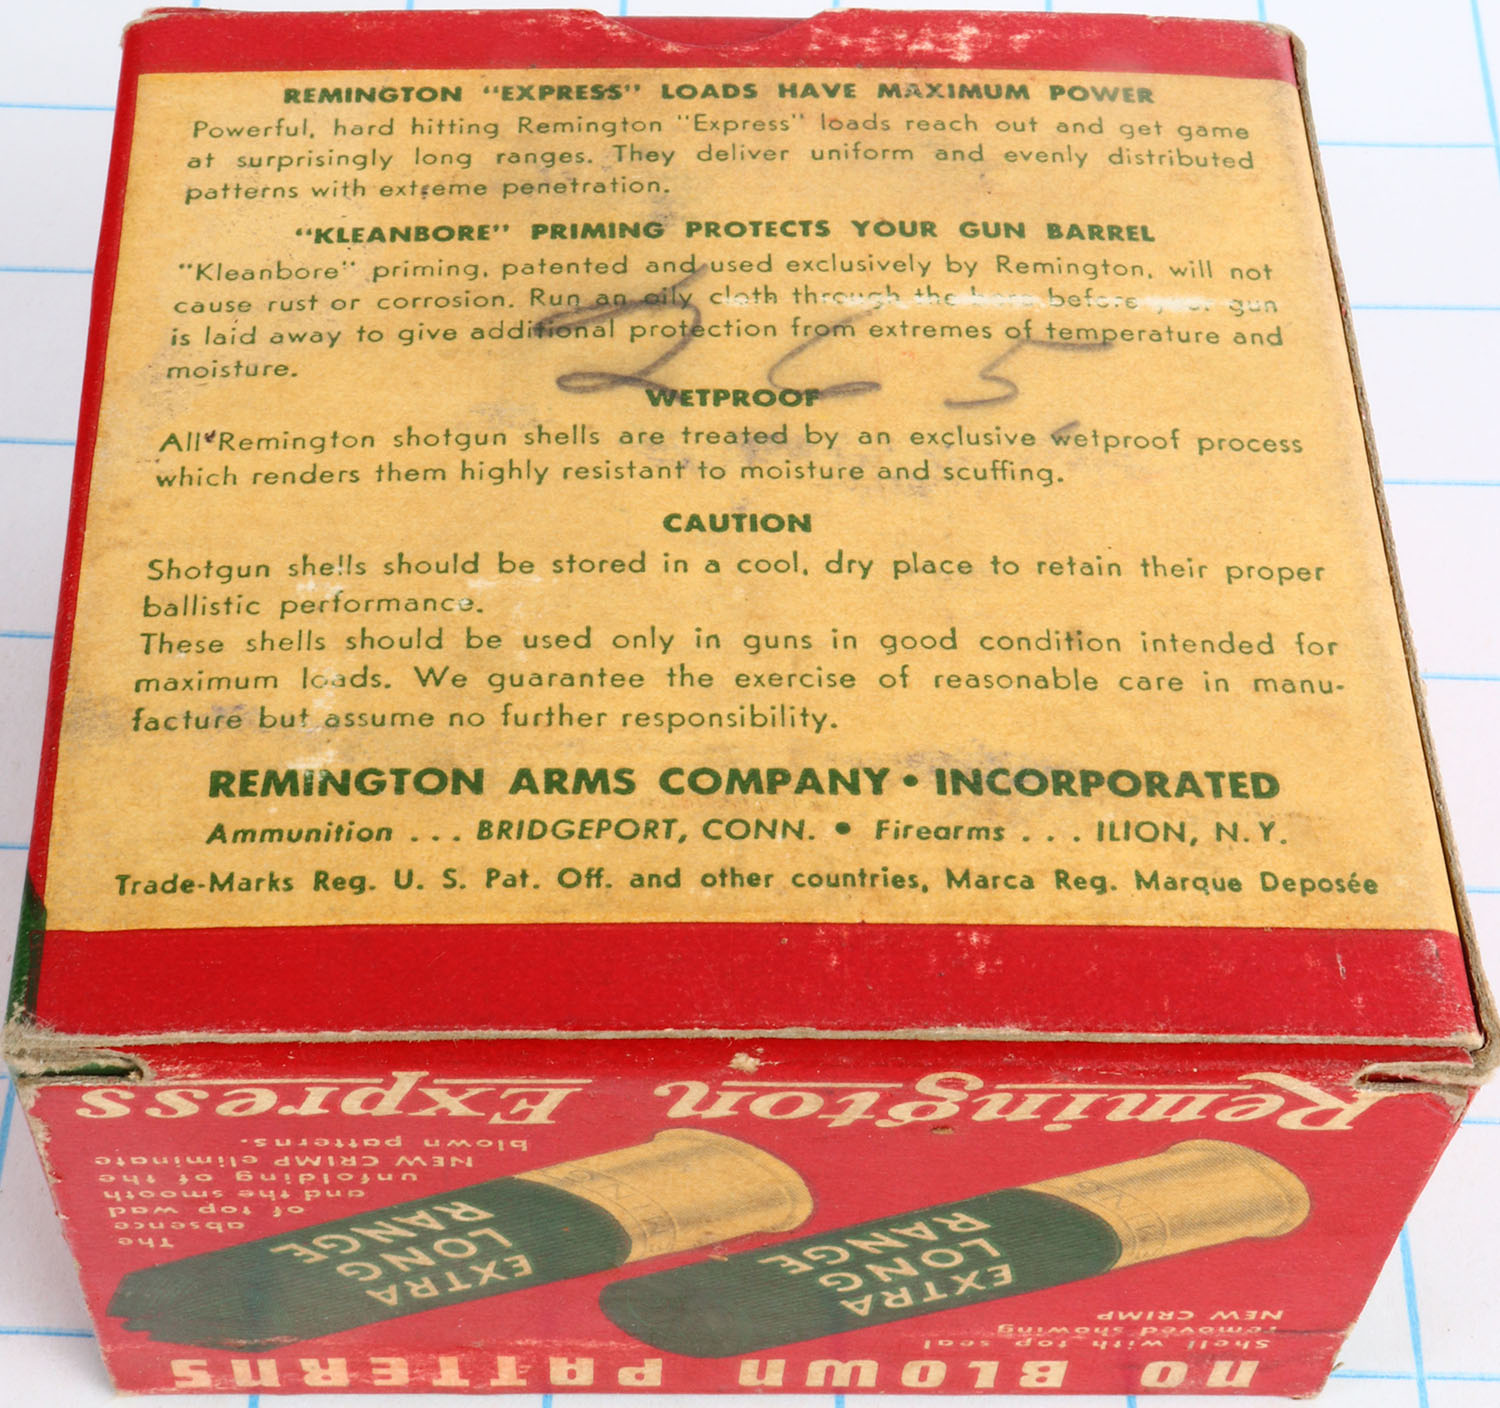 REMINGTON "EXPRESS" LOADS HAVE MAXIMUM POWER
Powerful, hard hitting Remington "Express" loads reach out and get game
at surprisingly long ranges. They deliver uniform and evenly distributed
patterns with extreme penetration.
"KLEANBORE" PRIMING PROTECTS YOUR GUN BARREL
"Kleanbore" priming, patented and used exclusively by Remington, will not
cause rust or corrosion. Run an oily cloth through the bore before your gun
is laid away to give additional protection from extremes of temperature and
moisture.
265
WETPROOF
All Remington shotgun shells are treated by an exclusive wetproof process
which renders them highly resistant to moisture and scuffing.
CAUTION
Shotgun shells should be stored in a cool, dry place to retain their proper
ballistic performance.
These shells should be used only in guns in good condition intended for
maximum loads. We guarantee the exercise of reasonable care in manu-
facture but assume no further responsibility.
REMINGTON ARMS COMPANY • INCORPORATED
Ammunition . . . BRIDGEPORT, CONN. • Firearms . . . ILION, N. Y.
Trade-Marks Reg. U. S. Pat. Off. and other countries, Marca Reg. Marque Deposée
NO BLOWN PATTERNS
Shell with top seal
removed showing
NEW CRIMP
EXTRA
LONG
RANGE
EXTRA
LONG
RANGE
The
absence
of top wad
and the smooth
unfolding of the
NEW CRIMP eliminate
blown patterns.
Remington Express